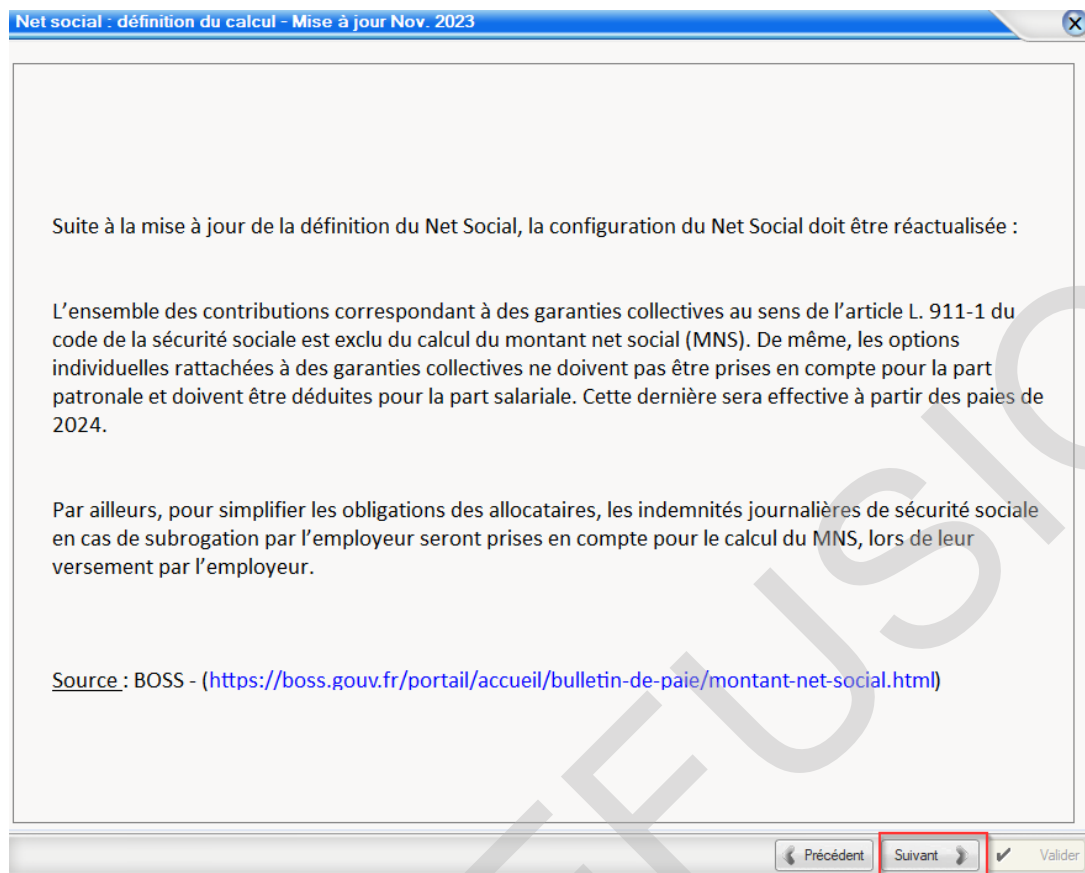 Net social : définition du calcul - Mise à jour Nov. 2023
Suite à la mise à jour de la définition du Net Social, la configuration du Net Social doit être réactualisée :
L'ensemble des contributions correspondant à des garanties collectives au sens de l'article L. 911-1 du
code de la sécurité sociale est exclu du calcul du montant net social (MNS). De même, les options
individuelles rattachées à des garanties collectives ne doivent pas être prises en compte pour la part
patronale et doivent être déduites pour la part salariale. Cette dernière sera effective à partir des paies de
2024.
Par ailleurs, pour simplifier les obligations des allocataires, les indemnités journalières de sécurité sociale
en cas de subrogation par l'employeur seront prises en compte pour le calcul du MNS, lors de leur
versement par l'employeur.
Source : BOSS - (https://boss.gouv.fr/portail/accueil/bulletin-de-paie/montant-net-social.html)
Précédent Suivant Valider